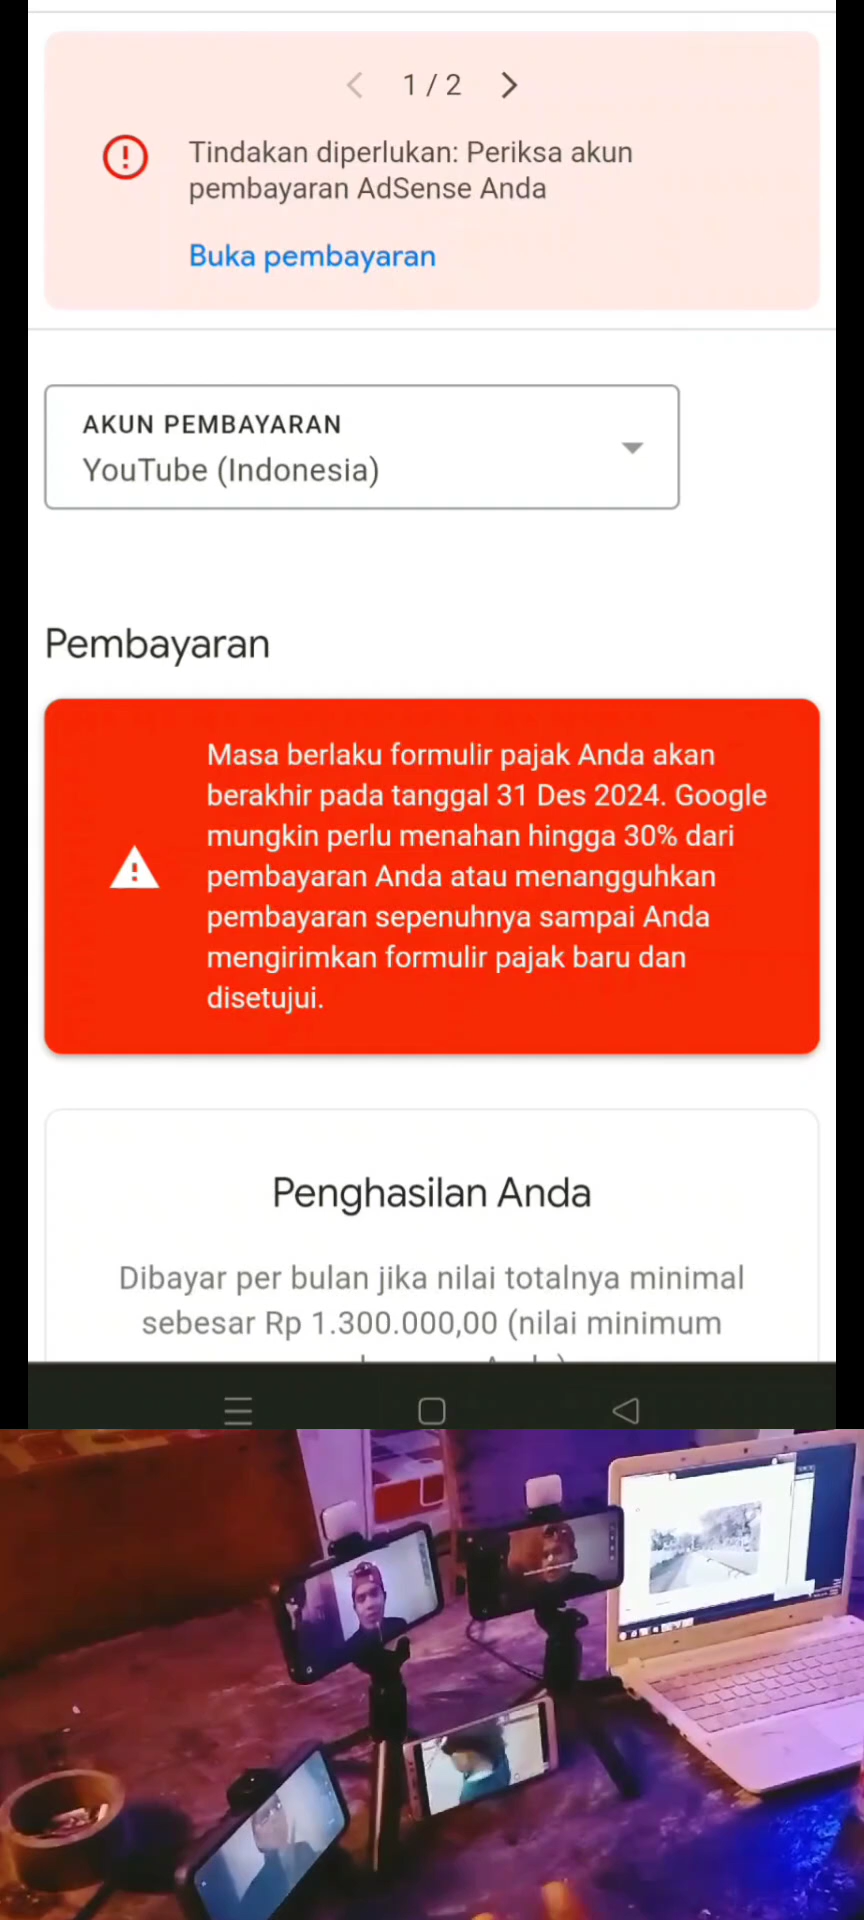 1 / 2
Tindakan diperlukan: Periksa akun
pembayaran AdSense Anda
Buka pembayaran
AKUN PEMBAYARAN
YouTube (Indonesia)
Pembayaran
Masa berlaku formulir pajak Anda akan
berakhir pada tanggal 31 Des 2024. Google
mungkin perlu menahan hingga 30% dari
pembayaran Anda atau menangguhkan
pembayaran sepenuhnya sampai Anda
mengirimkan formulir pajak baru dan
disetujui.
Penghasilan Anda
Dibayar per bulan jika nilai totalnya minimal
sebesar Rp 1.300.000,00 (nilai minimum